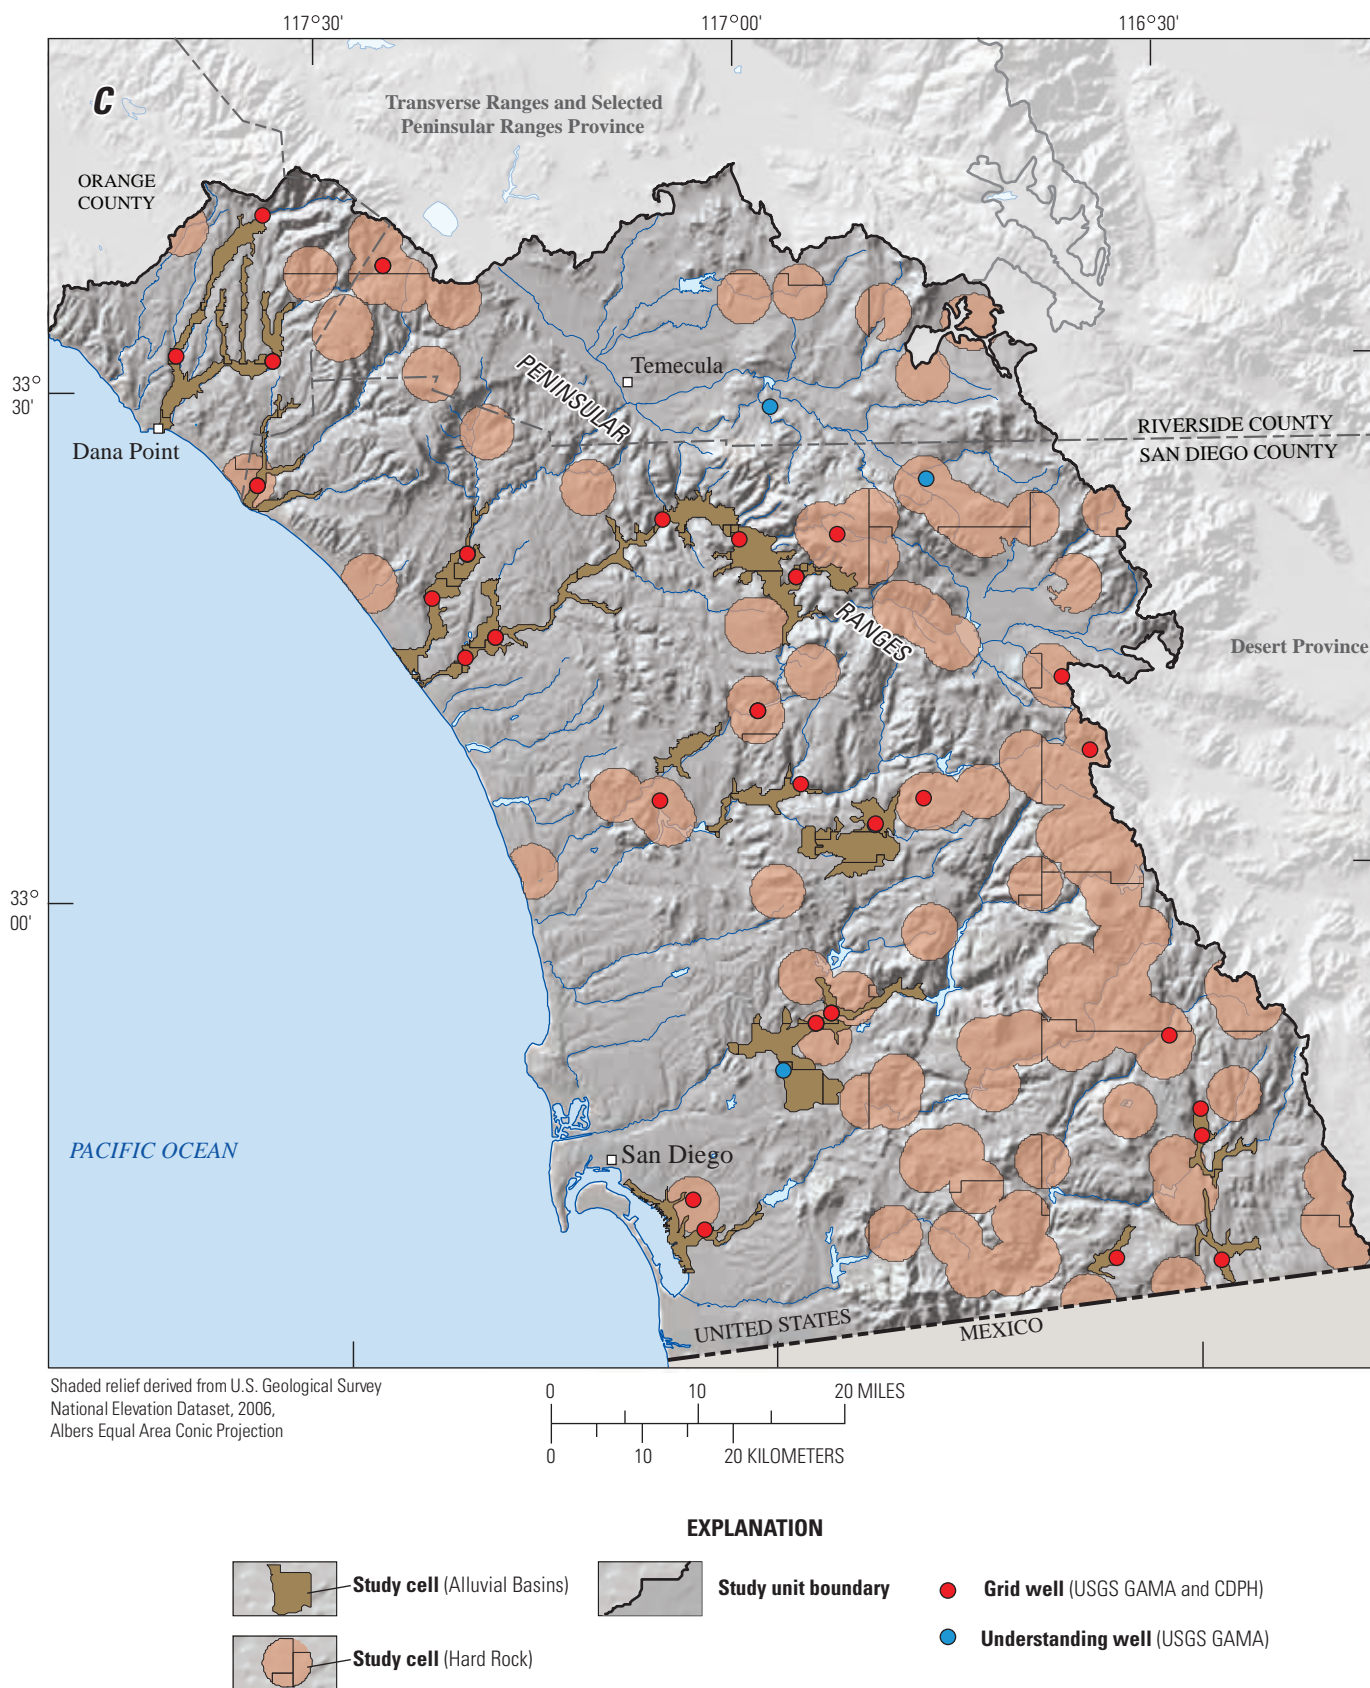 117°30'
117°00'
116°30'
C
Transverse Ranges and Selected
Peninsular Ranges Province
ORANGE
COUNTY
Temecula
PENINSULAR
33°
30'
RIVERSIDE COUNTY
SAN DIEGO COUNTY
Dana Point
RANGES
Desert Province
33°
00'
PACIFIC OCEAN
San Diego
UNITED STATES
MEXICO
Shaded relief derived from U.S. Geological Survey
National Elevation Dataset, 2006,
Albers Equal Area Conic Projection
0 10 20 MILES
0 10 20 KILOMETERS
EXPLANATION
Study cell (Alluvial Basins)
Study unit boundary
Grid well (USGS GAMA and CDPH)
Understanding well (USGS GAMA)
Study cell (Hard Rock)